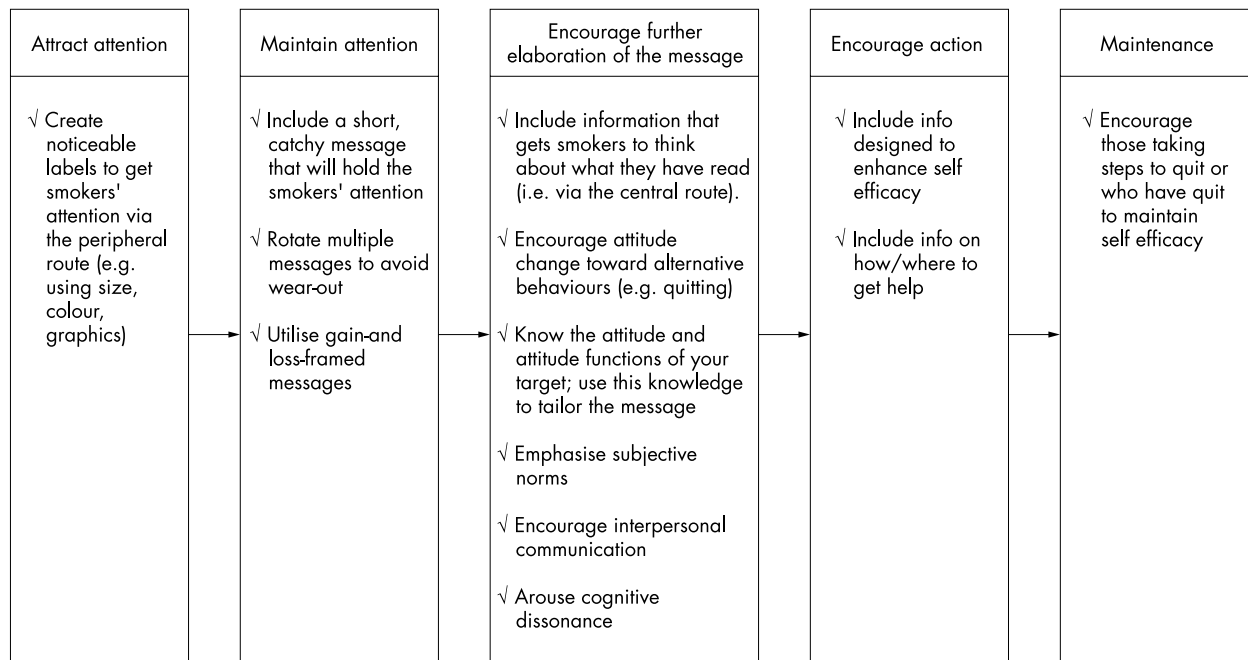 Attract attention
√ Create
noticeable
labels to get
smokers'
attention via
the peripheral
route (e.g.
using size,
colour,
graphics)
Maintain attention
√ Include a short,
catchy message
that will hold the
smokers' attention
√ Rotate multiple
messages to avoid
wear-out
√ Utilise gain-and
loss-framed
messages
Encourage further
elaboration of the message
√ Include information that
gets smokers to think
about what they have read
(i.e. via the central route).
√ Encourage attitude
change toward alternative
behaviours (e.g. quitting)
√ Know the attitude and
attitude functions of your
target; use this knowledge
to tailor the message
√ Emphasise subjective
norms
√ Encourage interpersonal
communication
√ Arouse cognitive
dissonance
Encourage action
√ Include info
designed to
enhance self
efficacy
√ Include info on
how/where to
get help
Maintenance
√ Encourage
those taking
steps to quit or
who have quit
to maintain
self efficacy